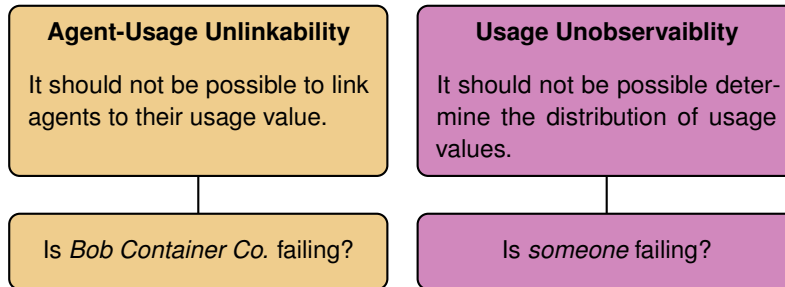 Agent-Usage Unlinkability
It should not be possible to link
agents to their usage value.
Is Bob Container Co. failing?
Usage Unobservaiblity
It should not be possible deter-
mine the distribution of usage
values.
Is someone failing?